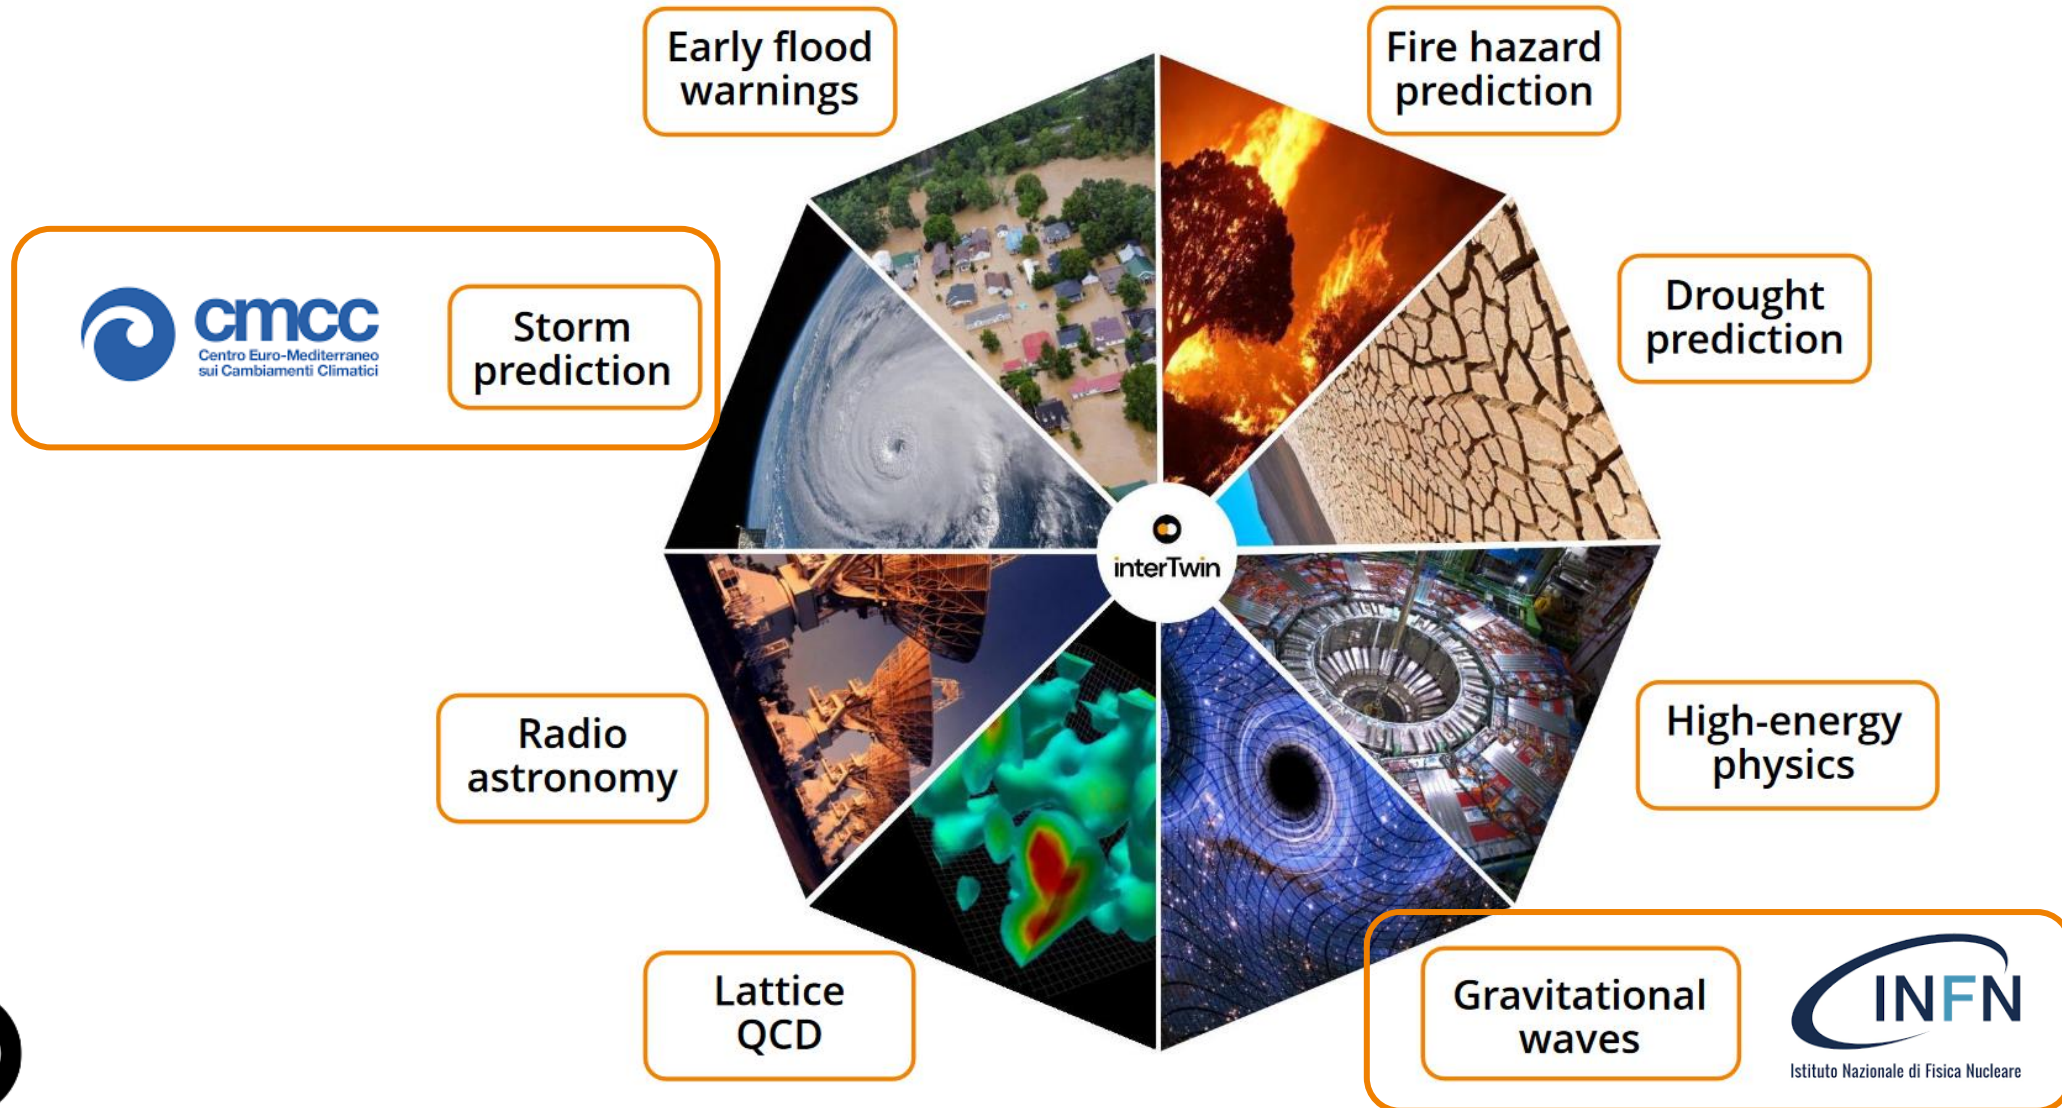 Early flood
warnings
Fire hazard
prediction
cmcc
Centro Euro-Mediterraneo
sui Cambiamenti Climatici
Storm
prediction
Drought
prediction
interTwin
Radio
astronomy
High-energy
physics
Lattice
QCD
Gravitational
waves
INFN
Istituto Nazionale di Fisica Nucleare